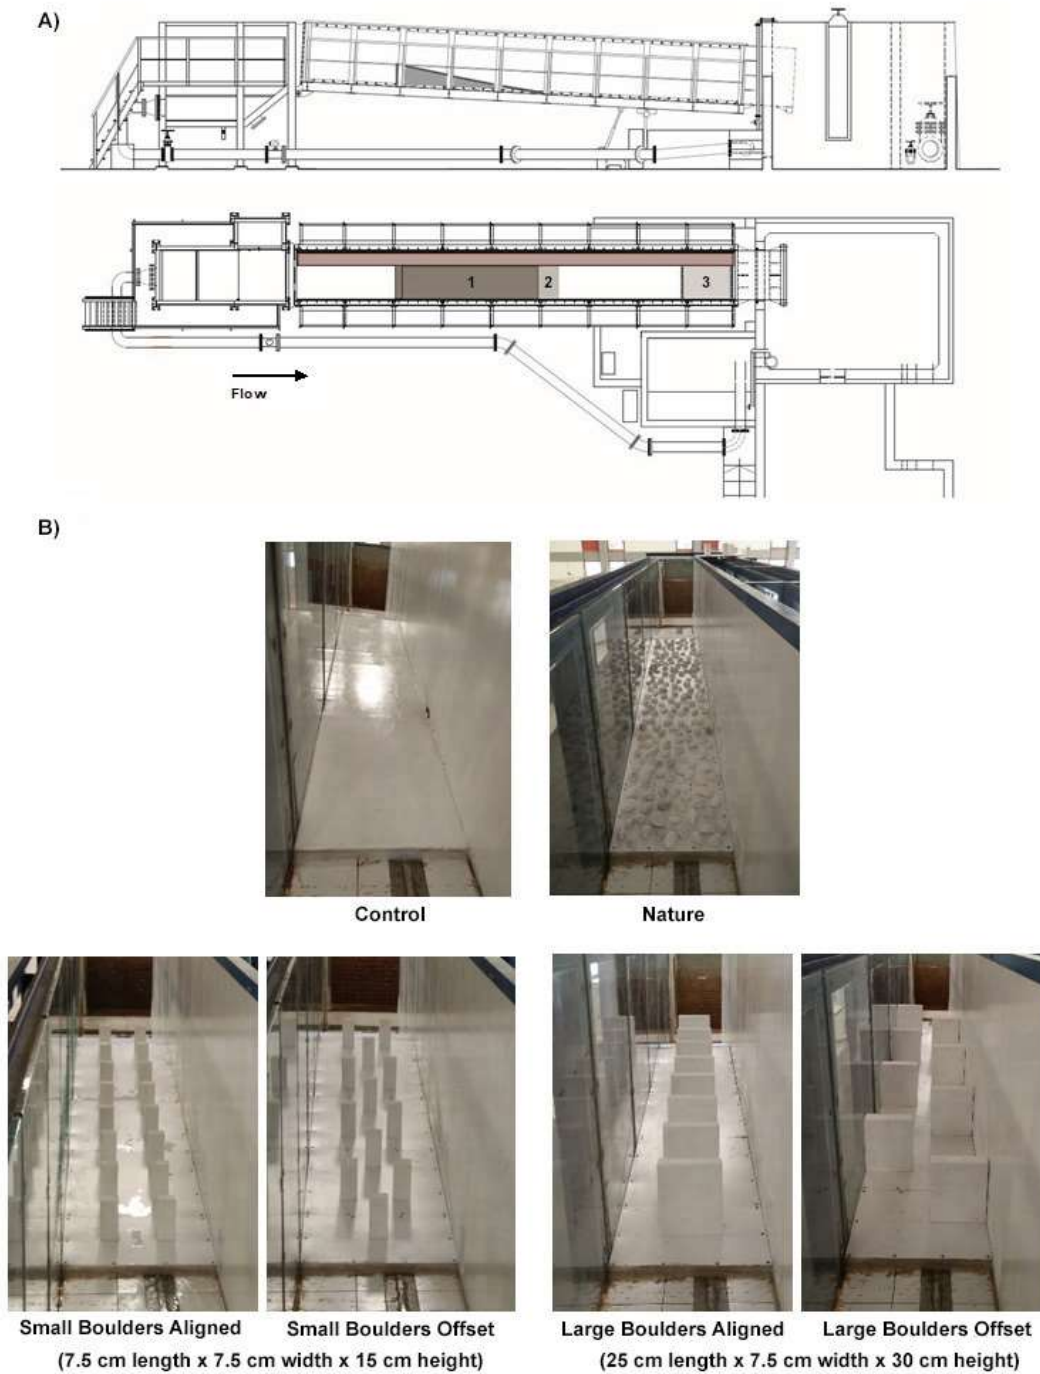 A)
1 2 3
Flow
B)
Control Nature
Small Boulders Aligned Small Boulders Offset Large Boulders Aligned Large Boulders Offset
(7.5 cm length x 7.5 cm width x 15 cm height) (25 cm length x 7.5 cm width x 30 cm height)